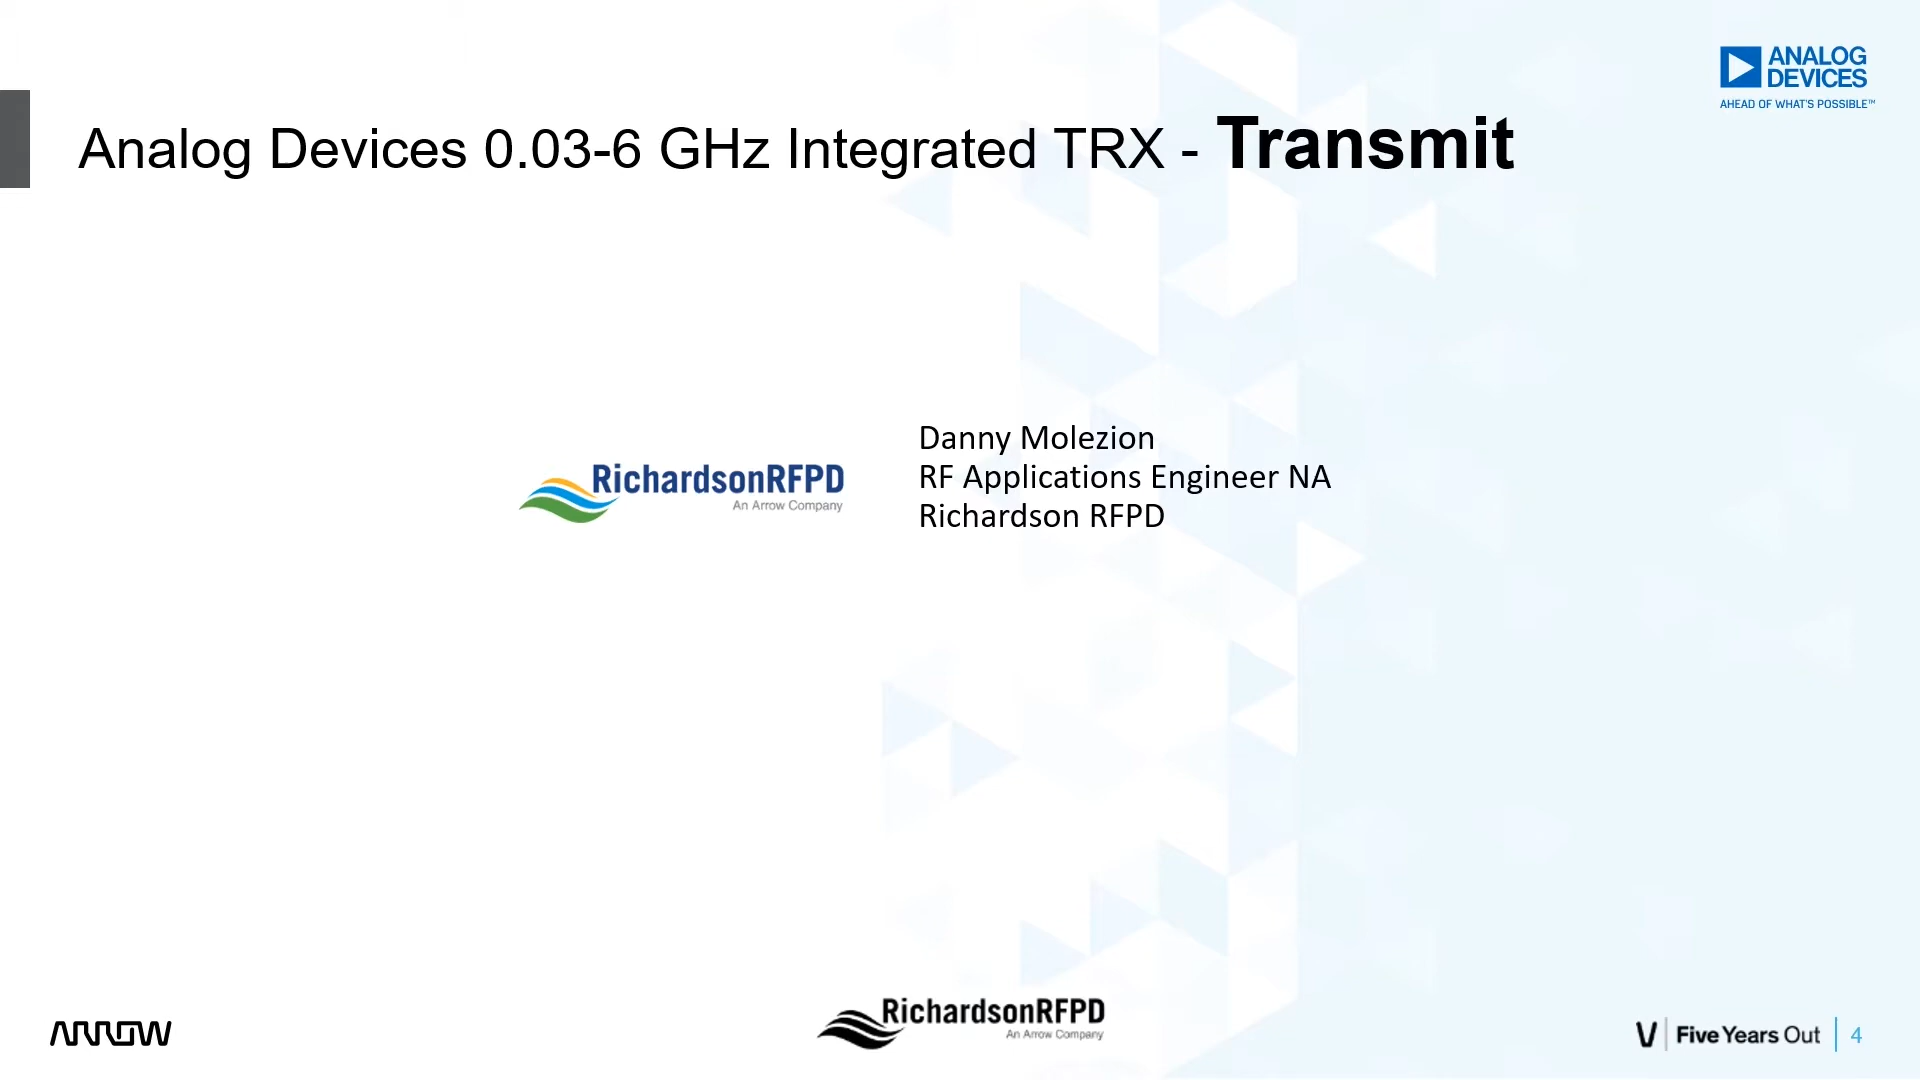 ANALOG
DEVICES
AHEAD OF WHAT'S POSSIBLE™
Analog Devices 0.03-6 GHz Integrated TRX - Transmit
RichardsonRFPD
An Arrow Company
Danny Molezion
RF Applications Engineer NA
Richardson RFPD
ARROW
RichardsonRFPD
An Arrow Company
Five Years Out
4